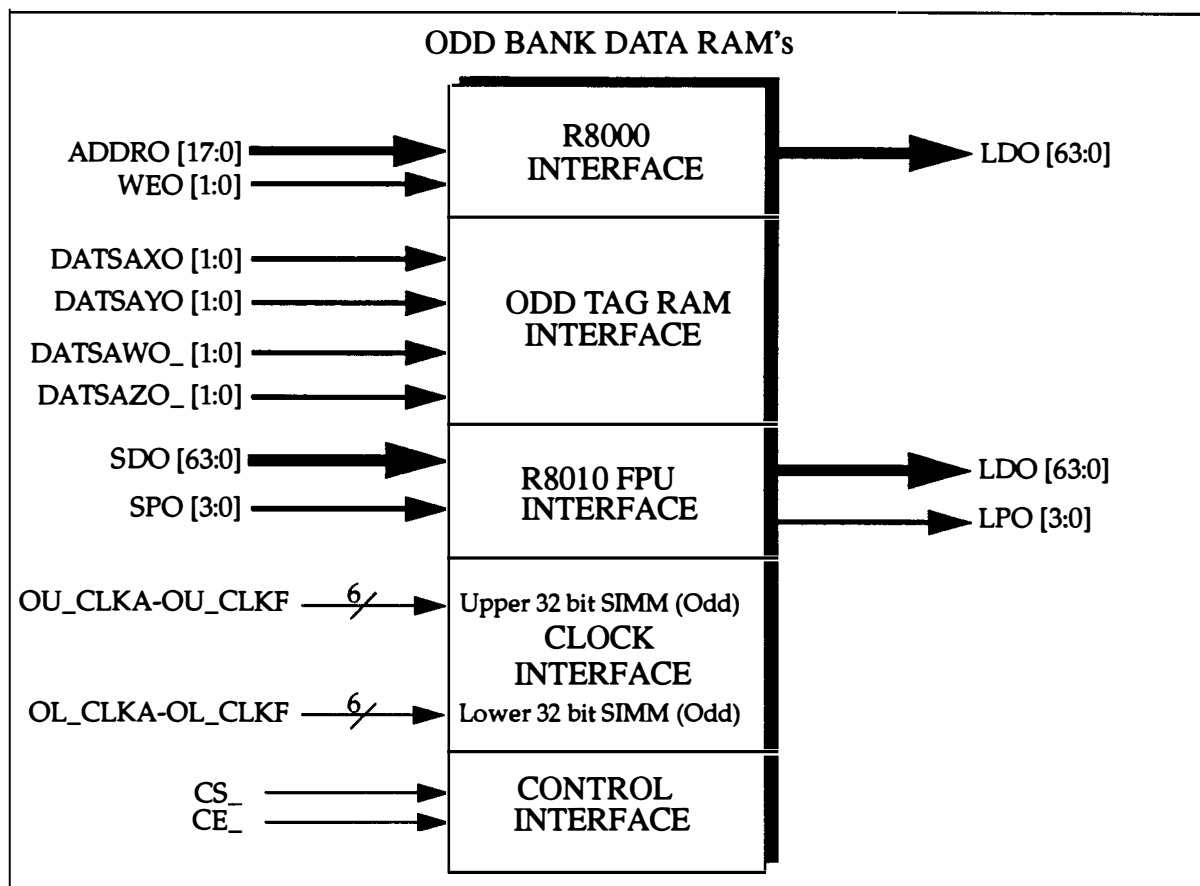 ODD BANK DATA RAM's
ADDRO [17:0]
WEO [1:0]
R8000
INTERFACE
LDO [63:0]
DATSAXO [1:0]
DATSAYO [1:0]
DATSAWO_ [1:0]
DATSAZO_ [1:0]
ODD TAG RAM
INTERFACE
SDO [63:0]
SPO [3:0]
R8010 FPU
INTERFACE
LDO [63:0]
LPO [3:0]
OU_CLKA-OU_CLKF
6
Upper 32 bit SIMM (Odd)
CLOCK
INTERFACE
OL_CLKA-OL_CLKF
6
Lower 32 bit SIMM (Odd)
CS_
CE_
CONTROL
INTERFACE